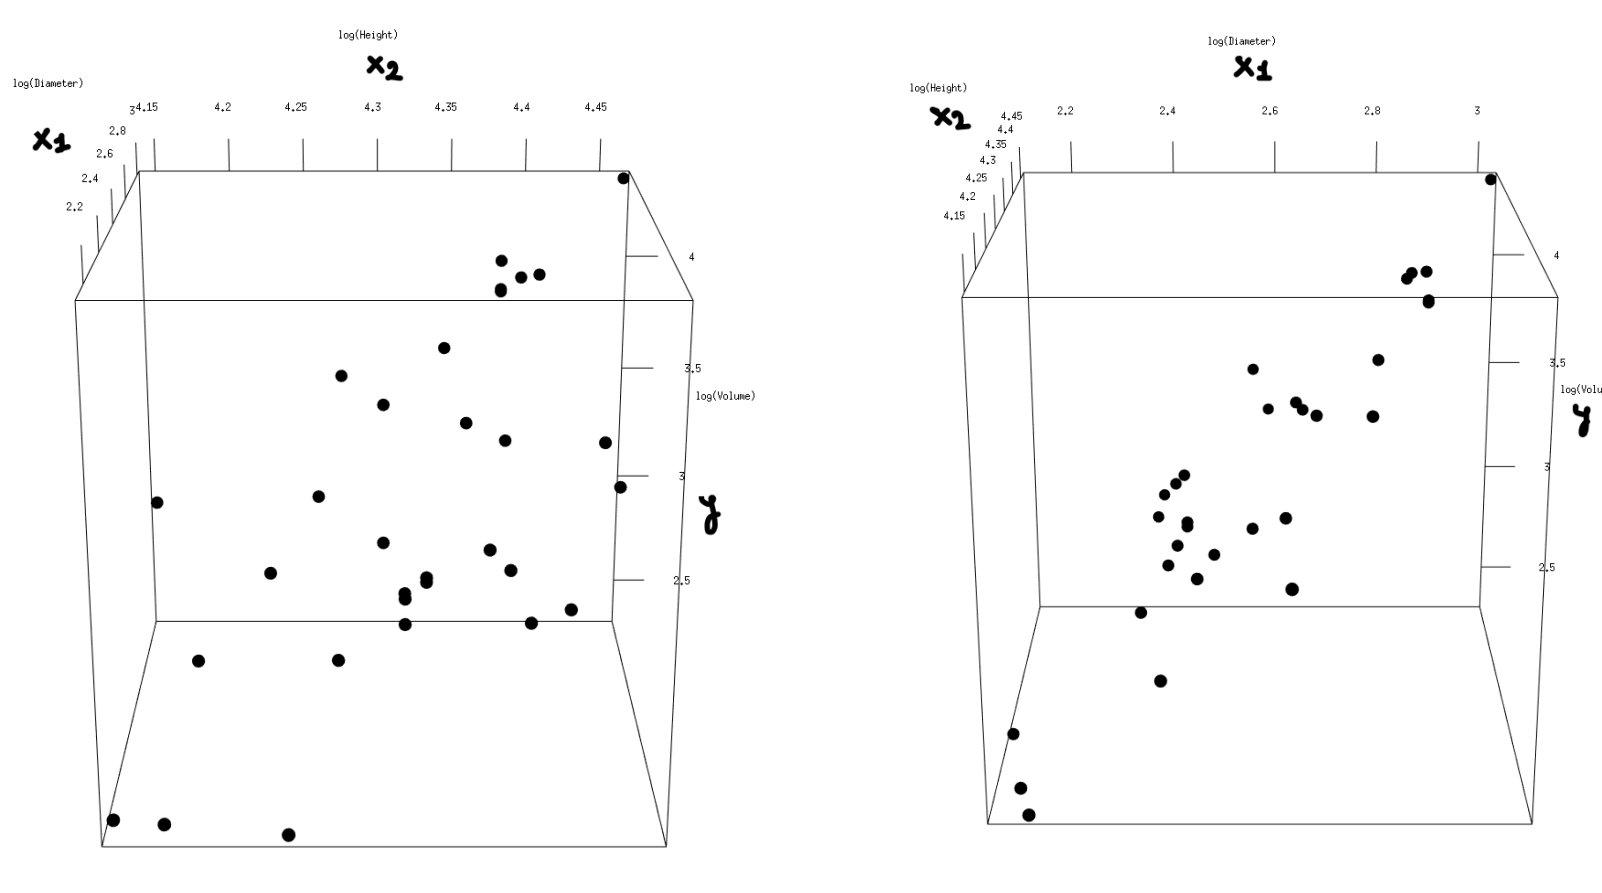 log(Height)
x2
log(Diameter)
x1
3 4.15 4.2 4.25 4.3 4.35 4.4 4.45
2.8
2.6
2.4
2.2
4
3.5
log(Volume)
3
y
2.5
log(Diameter)
x1
log(Height)
x2
2.2 2.4 2.6 2.8 3
4.45
4.4
4.35
4.3
4.25
4.2
4.15
4
3.5
log(Volu
y
3
2.5